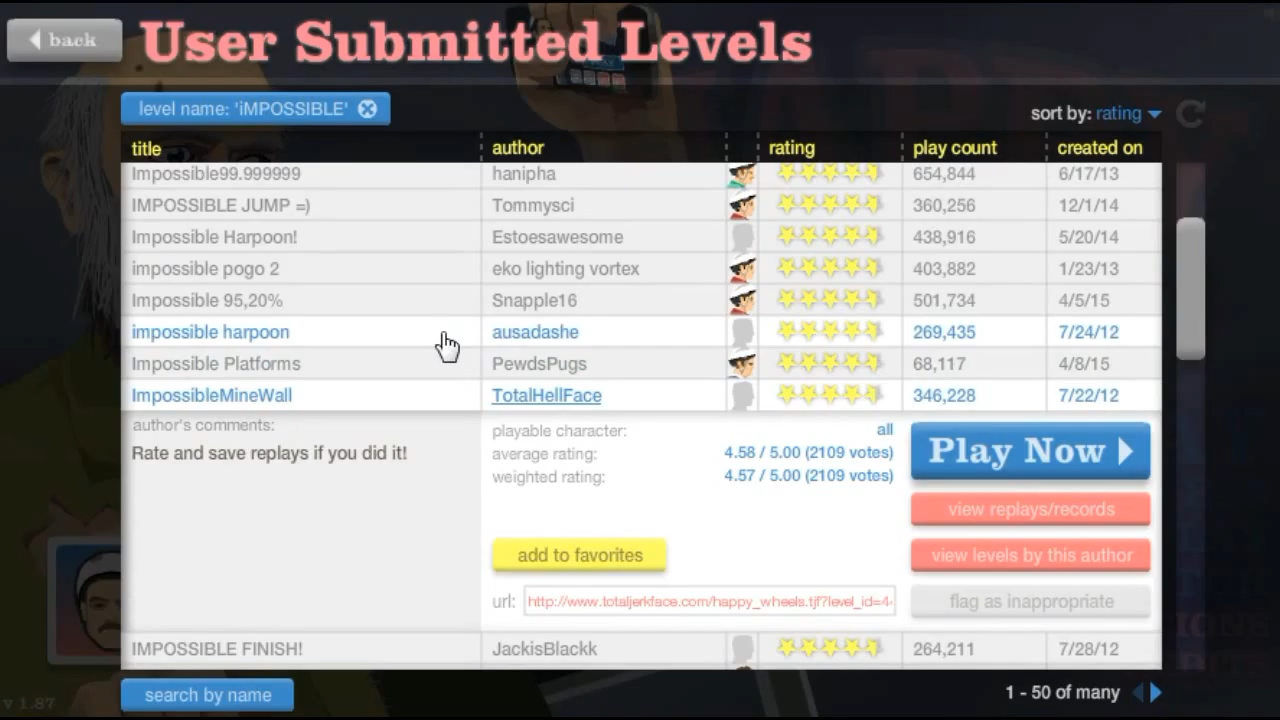 back
User Submitted Levels
level name: 'iMPOSSIBLE'
sort by: rating
title author rating play count created on
Impossible99.999999 hanipha 654,844 6/17/13
IMPOSSIBLE JUMP =) Tommysci 360,256 12/1/14
Impossible Harpoon! Estoesawesome 438,916 5/20/14
impossible pogo 2 eko lighting vortex 403,882 1/23/13
Impossible 95,20% Snapple16 501,734 4/5/15
impossible harpoon ausadashe 269,435 7/24/12
Impossible Platforms PewdsPugs 68,117 4/8/15
ImpossibleMineWall TotalHellFace 346,228 7/22/12
author's comments:
Rate and save replays if you did it!
playable character: all
average rating: 4.58 / 5.00 (2109 votes)
weighted rating: 4.57 / 5.00 (2109 votes)
add to favorites
url: http://www.totaljerkface.com/happy_wheels.tjf?level_id=4
Play Now
view replays/records
view levels by this author
flag as inappropriate
IMPOSSIBLE FINISH! JackisBlackk 264,211 7/28/12
search by name
1 - 50 of many
v 1.87